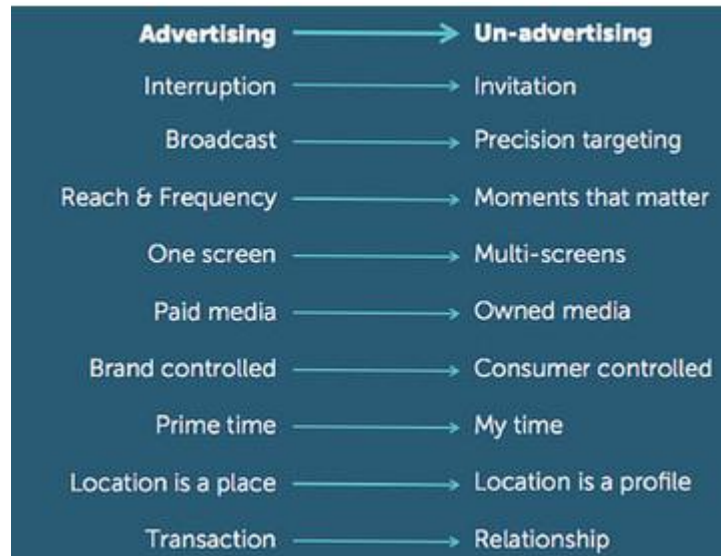 Advertising Un-advertising
Interruption Invitation
Broadcast Precision targeting
Reach & Frequency Moments that matter
One screen Multi-screens
Paid media Owned media
Brand controlled Consumer controlled
Prime time My time
Location is a place Location is a profile
Transaction Relationship